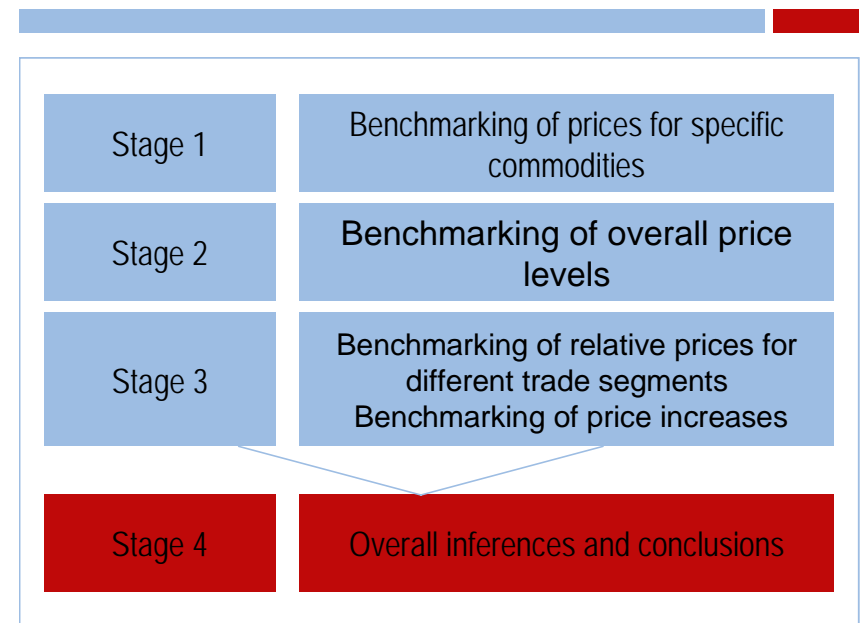 Stage 1
Benchmarking of prices for specific
commodities
Stage 2
Benchmarking of overall price
levels
Stage 3
Benchmarking of relative prices for
different trade segments
Benchmarking of price increases
Stage 4
Overall inferences and conclusions